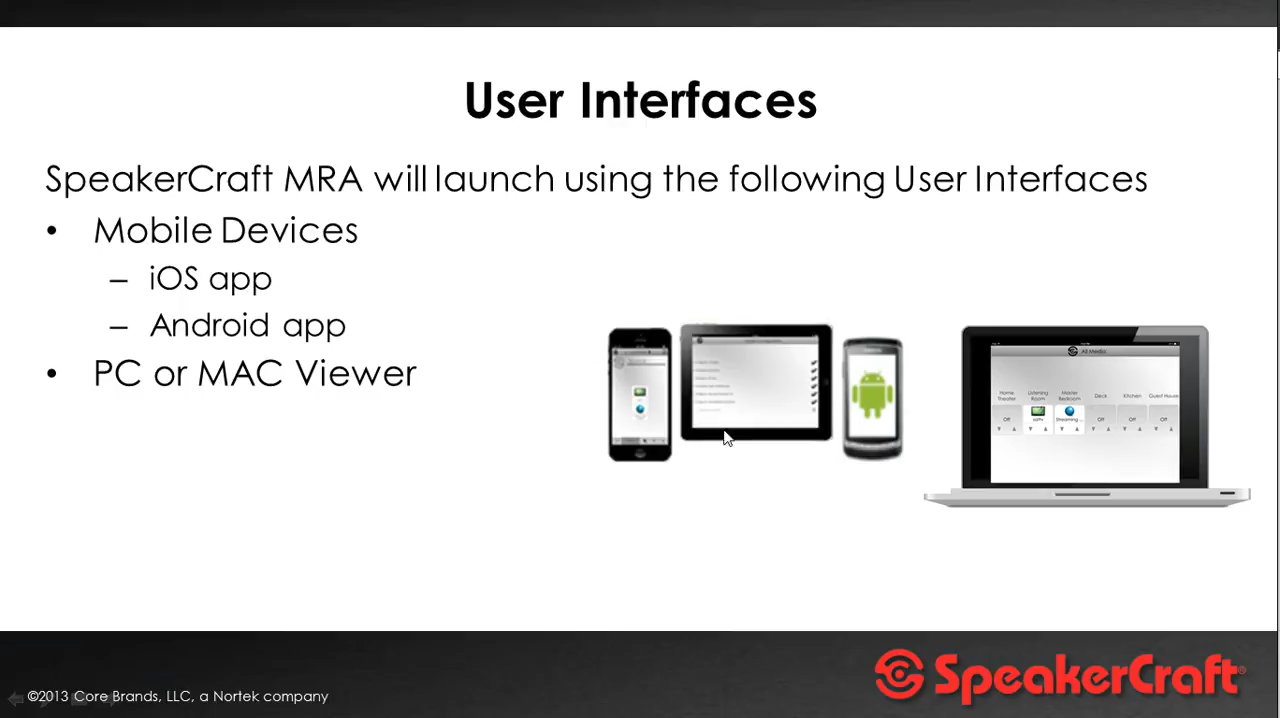 User Interfaces
SpeakerCraft MRA will launch using the following User Interfaces
• Mobile Devices
– iOS app
– Android app
• PC or MAC Viewer
All Media
Home Theater
Listening Room
Master Bedroom
Deck
Kitchen
Guest House
Off
Streaming ...
Off
Off
Off
©2013 Core Brands, LLC, a Nortek company
SpeakerCraft®